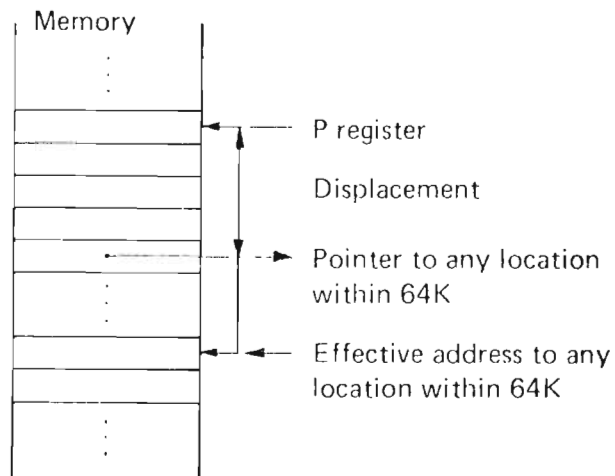 Memory
P register
Displacement
Pointer to any location
within 64K
Effective address to any
location within 64K